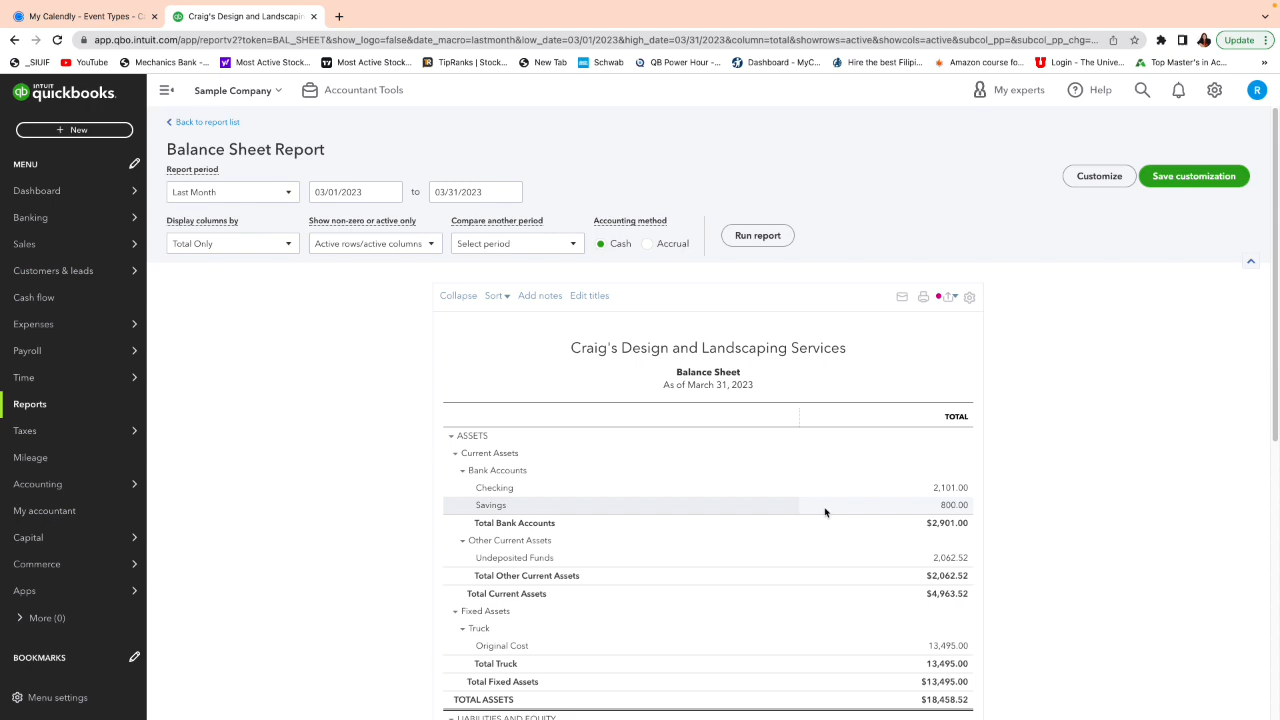 My Calendly - Event Types - C
Craig's Design and Landscapin
app.qbo.intuit.com/app/reportv2?token=BAL_SHEET&show_logo=false&date_macro=lastmonth&low_date=03/01/2023&high_date=03/31/2023&column=total&showrows=active&showcols=active&subcol_pp=&subcol_pp_chg=...
Update
_SIUIF YouTube Mechanics Bank -... Most Active Stock... Most Active Stock... TipRanks | Stock... New Tab Schwab QB Power Hour -... Dashboard - MyC... Hire the best Filipi... Amazon course fo... Login - The Unive... Top Master's in Ac... »
INTUIT
quickbooks.
Sample Company
Accountant Tools
My experts
Help
R
+ New
MENU
Dashboard
Banking
Sales
Customers & leads
Cash flow
Expenses
Payroll
Time
Reports
Taxes
Mileage
Accounting
My accountant
Capital
Commerce
Apps
More (0)
BOOKMARKS
Menu settings
Back to report list
Balance Sheet Report
Report period
Last Month 03/01/2023 to 03/31/2023
Customize Save customization
Display columns by Show non-zero or active only Compare another period Accounting method
Total Only Active rows/active columns Select period Cash Accrual Run report
Collapse Sort Add notes Edit titles
Craig's Design and Landscaping Services
Balance Sheet
As of March 31, 2023
TOTAL
ASSETS
Current Assets
Bank Accounts
Checking 2,101.00
Savings 800.00
Total Bank Accounts $2,901.00
Other Current Assets
Undeposited Funds 2,062.52
Total Other Current Assets $2,062.52
Total Current Assets $4,963.52
Fixed Assets
Truck
Original Cost 13,495.00
Total Truck 13,495.00
Total Fixed Assets $13,495.00
TOTAL ASSETS $18,458.52
LIABILITIES AND EQUITY